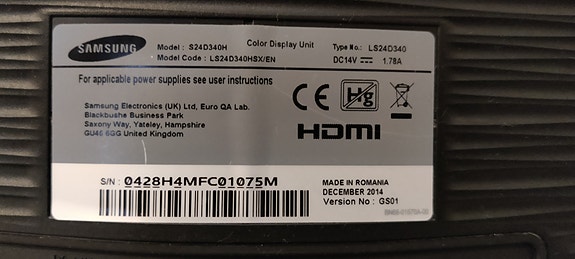 SAMSUNG
Model : S24D340H Color Display Unit Type No.: LS24D340
Model Code : LS24D340HSX/EN DC14V 1.78A
For applicable power supplies see user instructions
Samsung Electronics (UK) Ltd, Euro QA Lab.
Blackbushe Business Park
Saxony Way, Yateley, Hampshire
GU46 6GG United Kingdom
CE Hg
HDMI
S/N : 0428H4MFC01075M
MADE IN ROMANIA
DECEMBER 2014
Version No : GS01